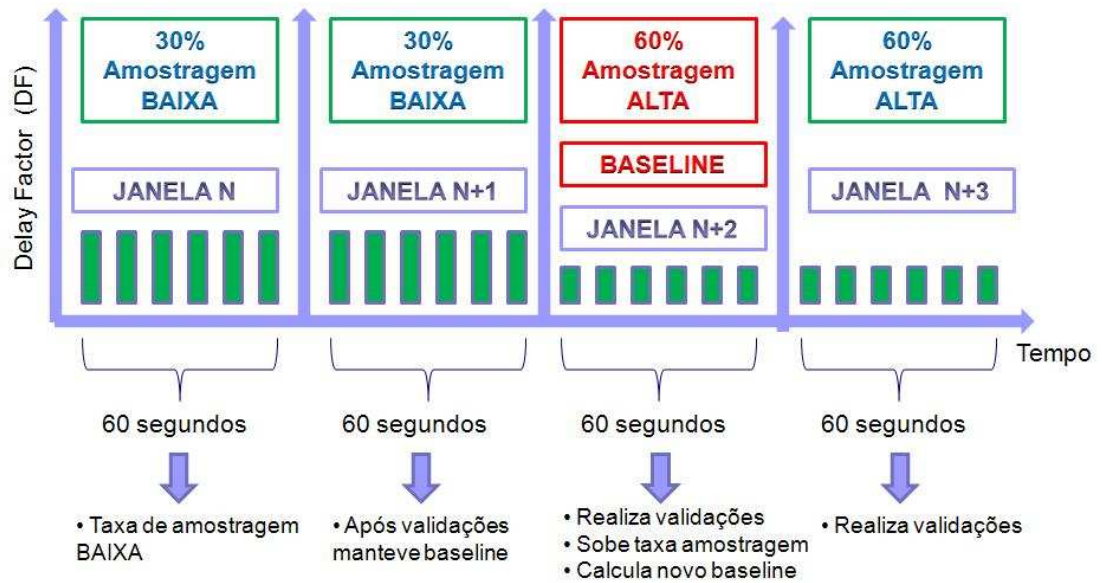 Delay Factor (DF)
30%
Amostragem
BAIXA
30%
Amostragem
BAIXA
60%
Amostragem
ALTA
60%
Amostragem
ALTA
JANELA N
JANELA N+1
BASELINE
JANELA N+2
JANELA N+3
Tempo
60 segundos
60 segundos
60 segundos
60 segundos
• Taxa de amostragem
BAIXA
• Após validações
manteve baseline
• Realiza validações
• Sobe taxa amostragem
• Calcula novo baseline
• Realiza validações